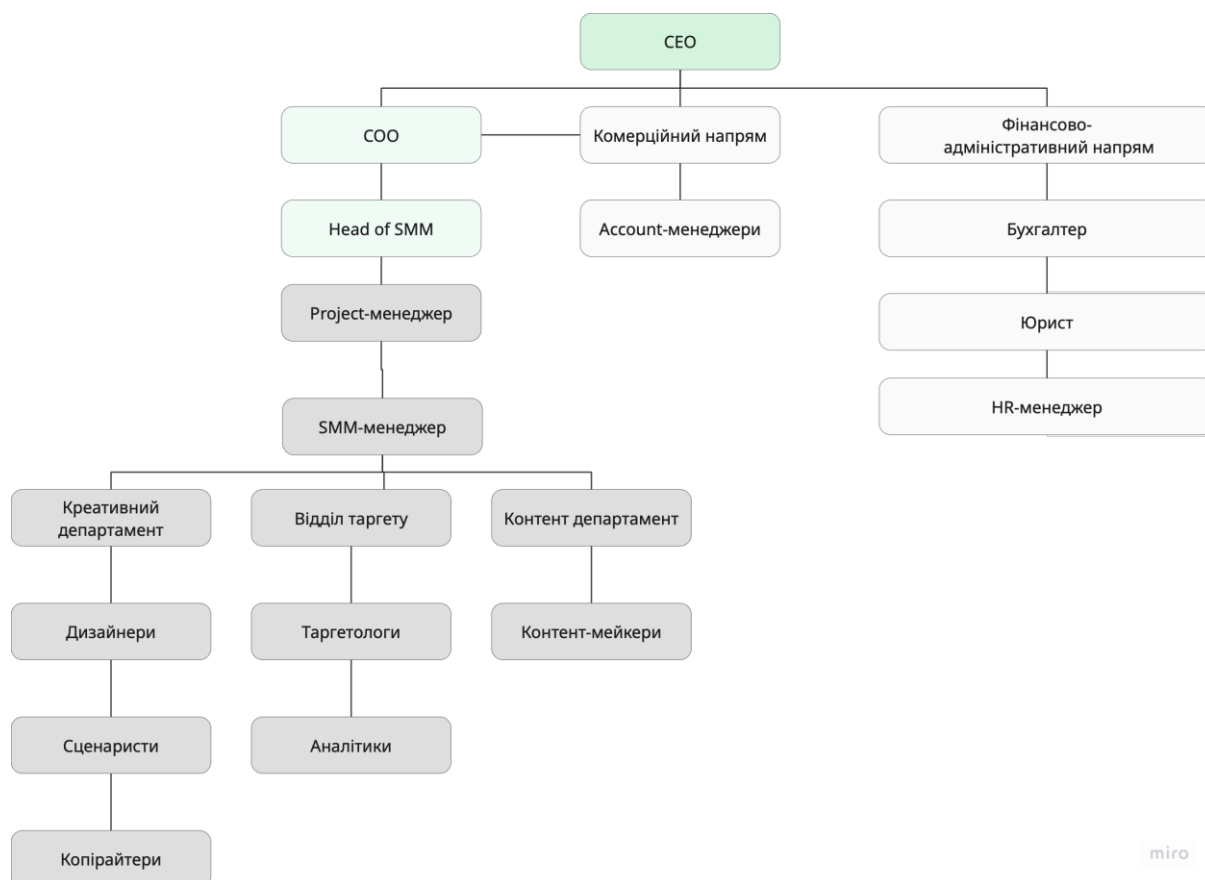 CEO
COO
Комерційний напрям
Фінансово-
адміністративний напрям
Head of SMM
Account-менеджери
Бухгалтер
Project-менеджер
Юрист
HR-менеджер
SMM-менеджер
Креативний
департамент
Відділ таргету
Контент департамент
Дизайнери
Таргетологи
Контент-мейкери
Сценаристи
Аналітики
Копірайтери
miro